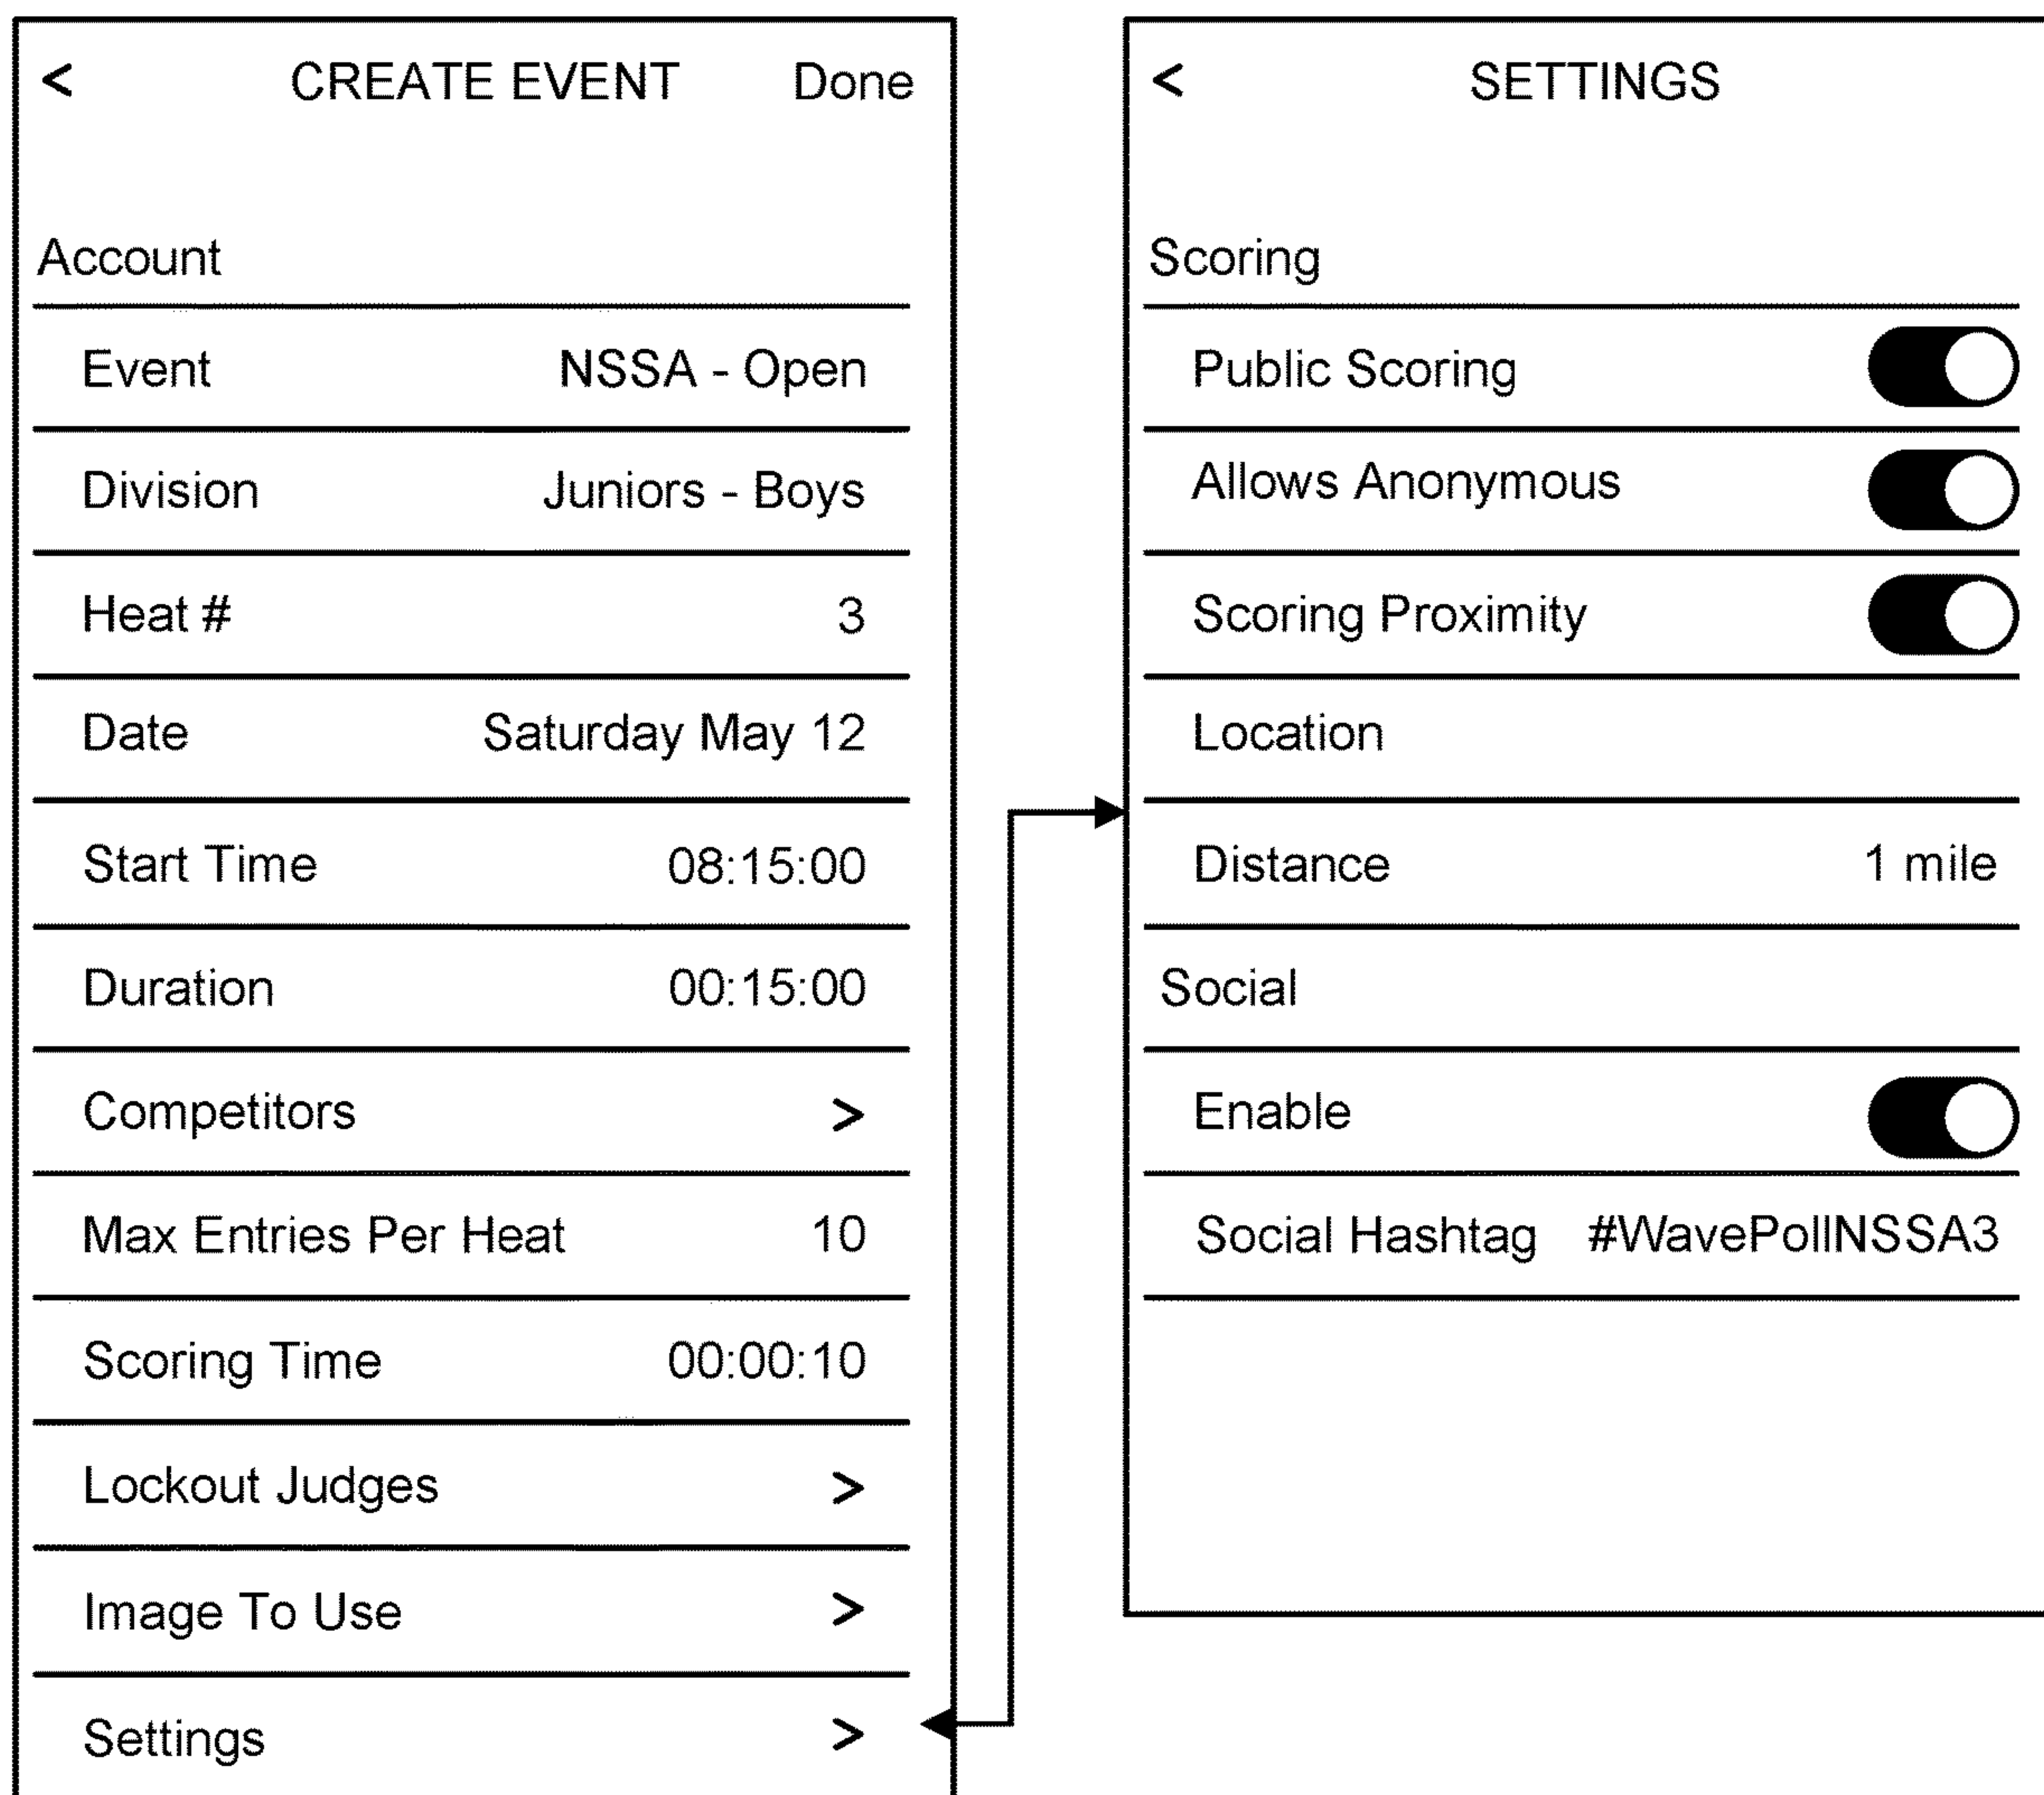 < CREATE EVENT Done
Account
Event NSSA - Open
Division Juniors - Boys
Heat # 3
Date Saturday May 12
Start Time 08:15:00
Duration 00:15:00
Competitors >
Max Entries Per Heat 10
Scoring Time 00:00:10
Lockout Judges >
Image To Use >
Settings >
< SETTINGS
Scoring
Public Scoring
Allows Anonymous
Scoring Proximity
Location
Distance 1 mile
Social
Enable
Social Hashtag #WavePollNSSA3